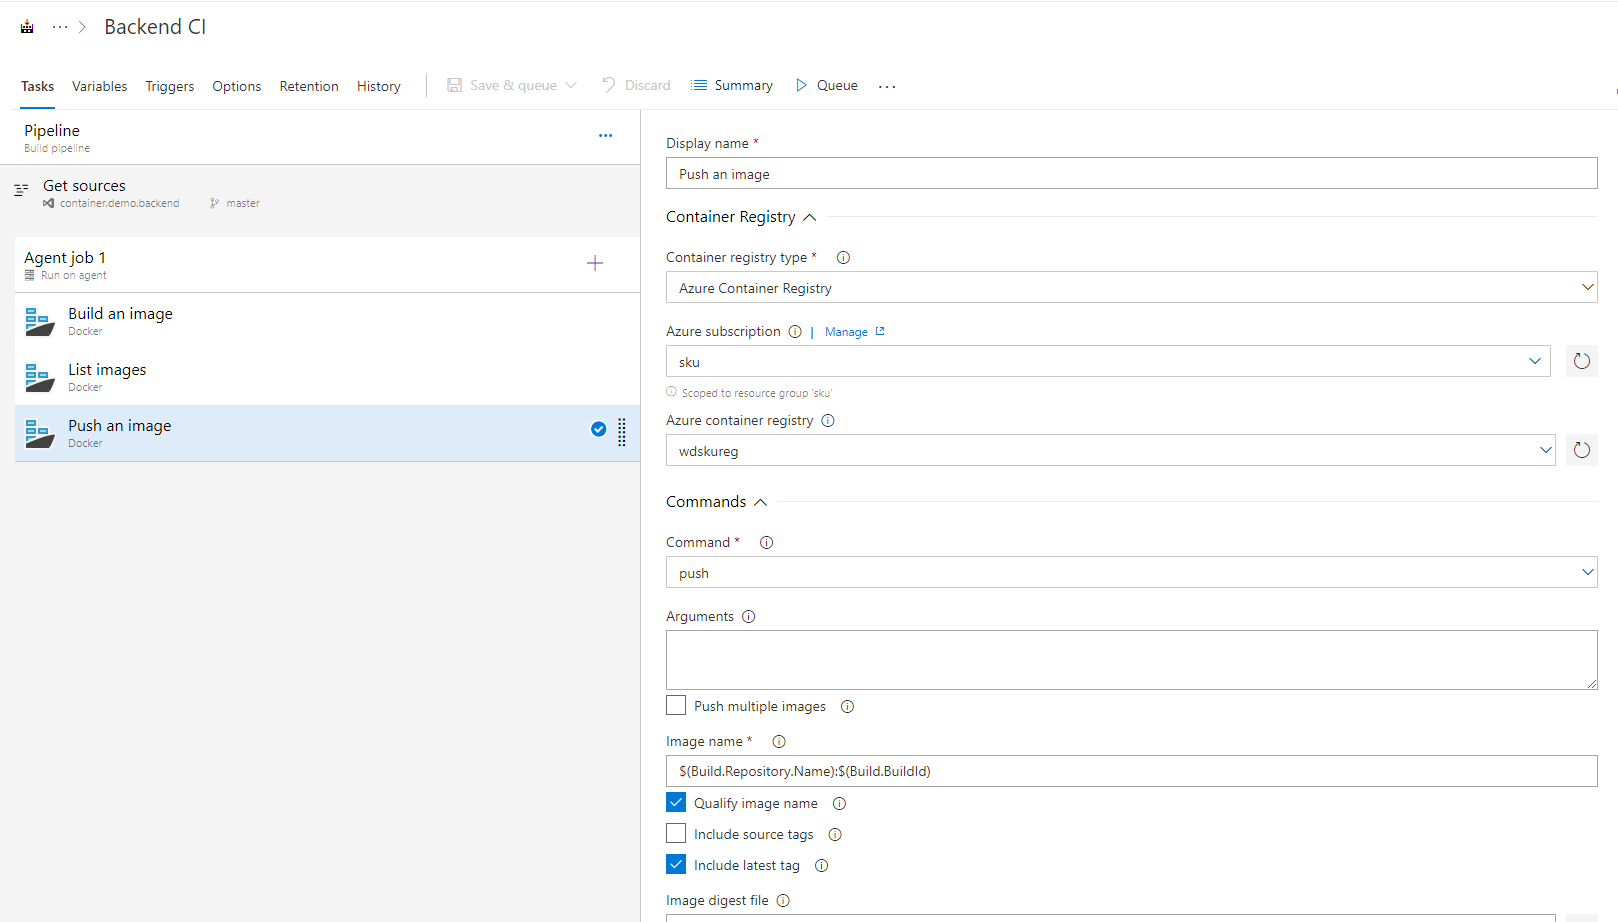 ··· > Backend CI
Tasks Variables Triggers Options Retention History Save & queue Discard Summary Queue ···
Pipeline ···
Build pipeline
Get sources
container.demo.backend master
Agent job 1
Run on agent
Build an image
Docker
List images
Docker
Push an image
Docker
Display name *
Push an image
Container Registry
Container registry type *
Azure Container Registry
Azure subscription | Manage
sku
Scoped to resource group 'sku'
Azure container registry
wdskureg
Commands
Command *
push
Arguments
Push multiple images
Image name *
$(Build.Repository.Name):$(Build.BuildId)
Qualify image name
Include source tags
Include latest tag
Image digest file